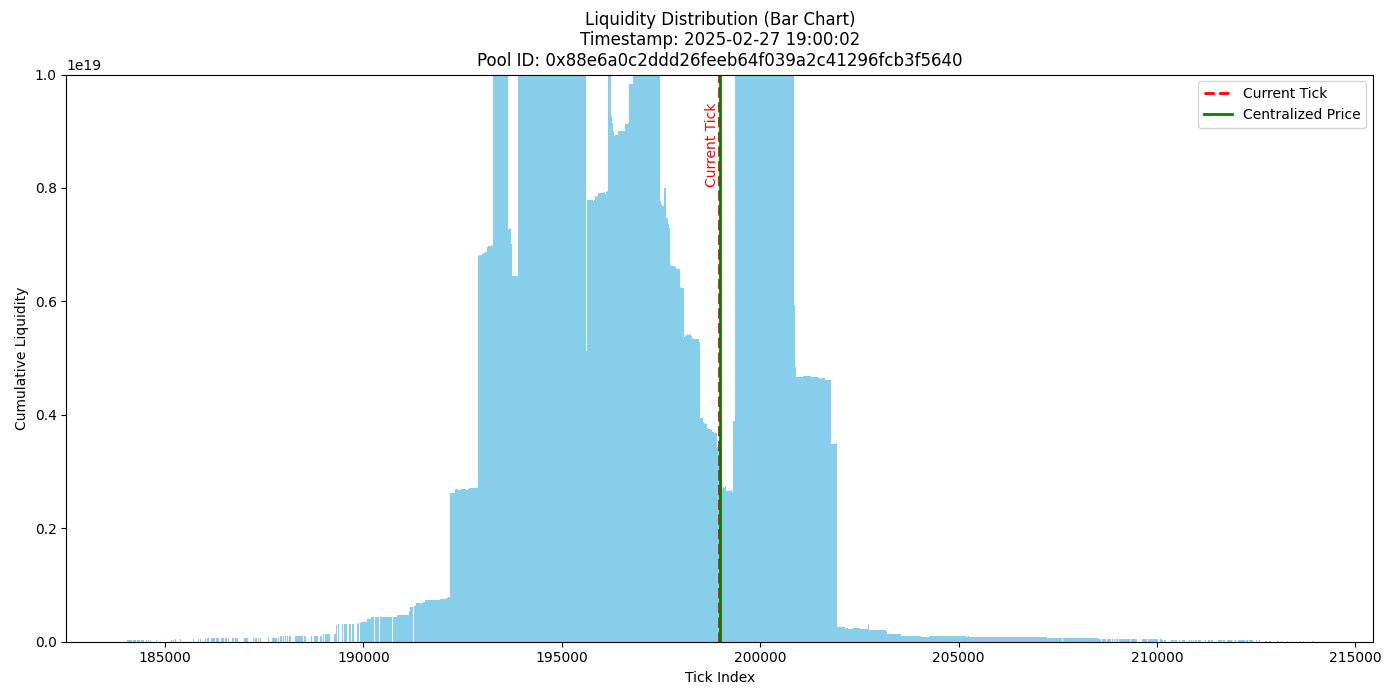 Liquidity Distribution (Bar Chart)
Timestamp: 2025-02-27 19:00:02
Pool ID: 0x88e6a0c2ddd26feeb64f039a2c41296fcb3f5640
1e19
1.0
0.8
0.6
0.4
0.2
0.0
Cumulative Liquidity
Current Tick
Current Tick
Centralized Price
185000
190000
195000
200000
205000
210000
215000
Tick Index